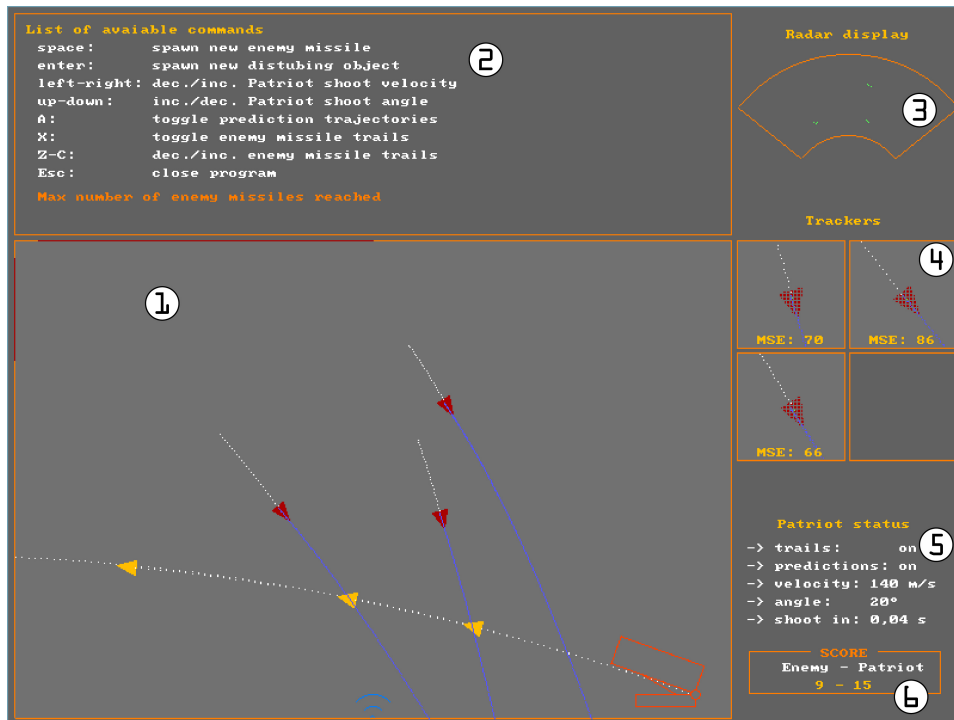 List of avaiable commands
space: spawn new enemy missile
enter: spawn new distubing object
left-right: dec./inc. Patriot shoot velocity
up-down: inc./dec. Patriot shoot angle
A: toggle prediction trajectories
X: toggle enemy missile trails
Z-C: dec./inc. enemy missile trails
Esc: close program
Max number of enemy missiles reached
2
Radar display
3
Trackers
4
MSE: 70
MSE: 86
MSE: 66
1
Patriot status
5
-> trails: on
-> predictions: on
-> velocity: 140 m/s
-> angle: 20°
-> shoot in: 0,04 s
SCORE
Enemy - Patriot
9 - 15
6